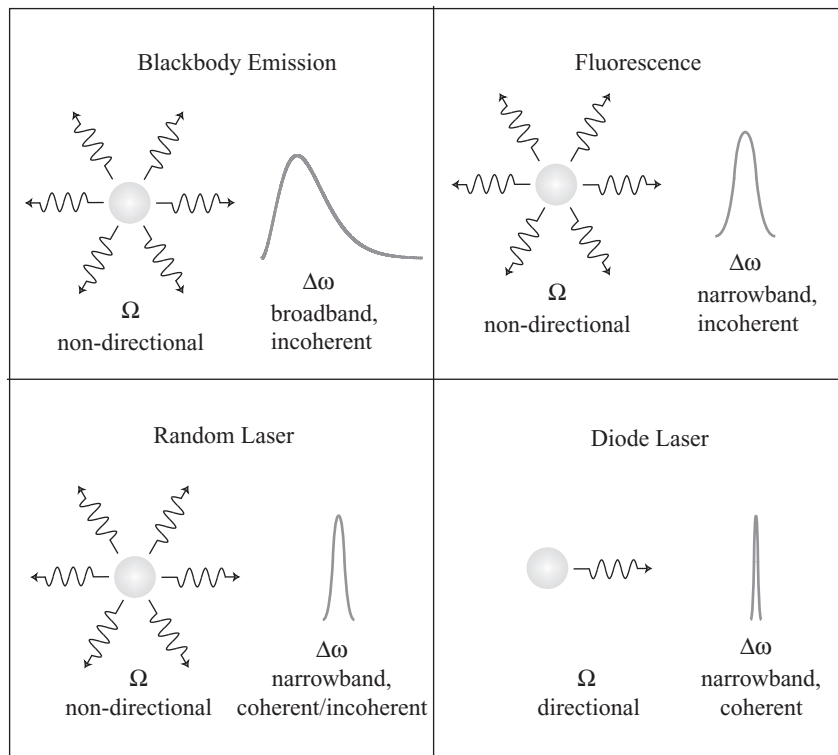 Blackbody Emission
Ω
non-directional
Δω
broadband,
incoherent
Fluorescence
Ω
non-directional
Δω
narrowband,
incoherent
Random Laser
Ω
non-directional
Δω
narrowband,
coherent/incoherent
Diode Laser
Ω
directional
Δω
narrowband,
coherent